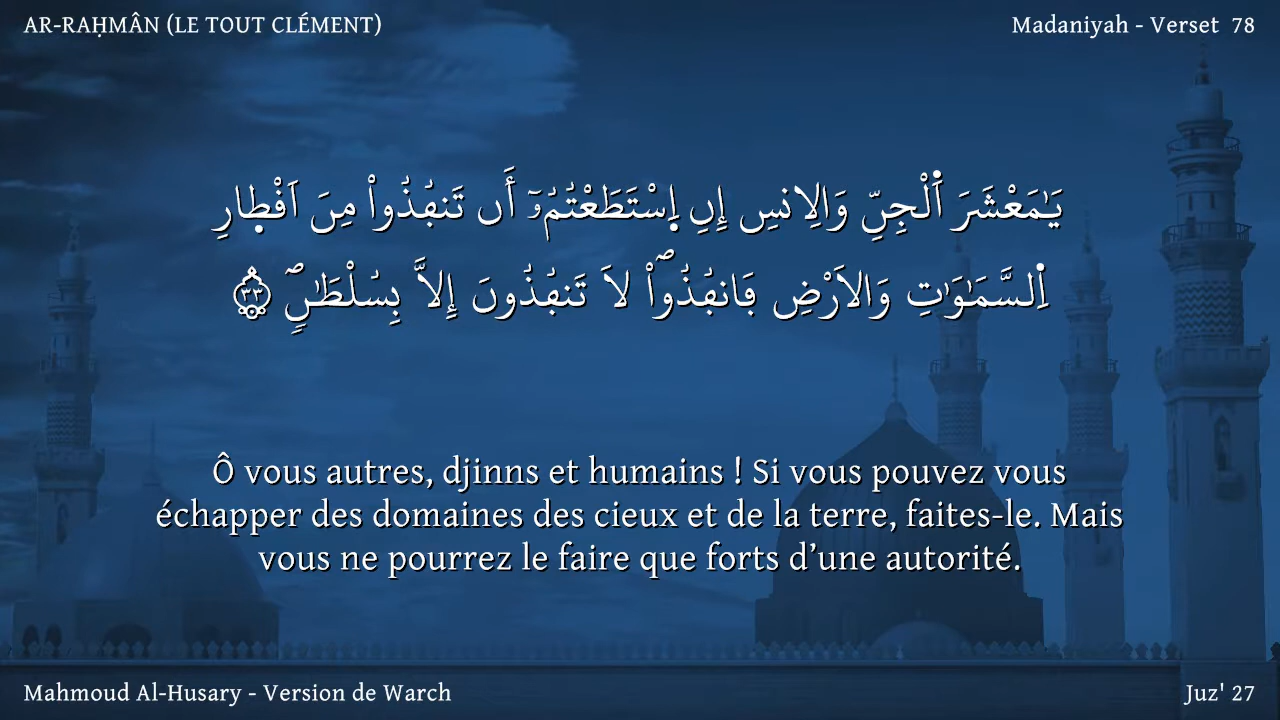 AR-RAḤMÂN (LE TOUT CLÉMENT)
Madaniyah - Verset 78
يَٰمَعْشَرَ اَ۬لْجِنِّ وَالِانسِ إِنِ اِ۪سْتَطَعْتُمُۥٓ أَن تَنفُذُواْ مِنَ اَقْطِ۪ارِ
اِ۬لسَّمَٰوَٰتِ وَالَارْضِ فَانفُذُواْۖ لَا تَنفُذُونَ إِلَّا بِسُلْطَٰنٖۖ ٣٣
Ô vous autres, djinns et humains ! Si vous pouvez vous
échapper des domaines des cieux et de la terre, faites-le. Mais
vous ne pourrez le faire que forts d’une autorité.
Mahmoud Al-Husary - Version de Warch
Juz' 27